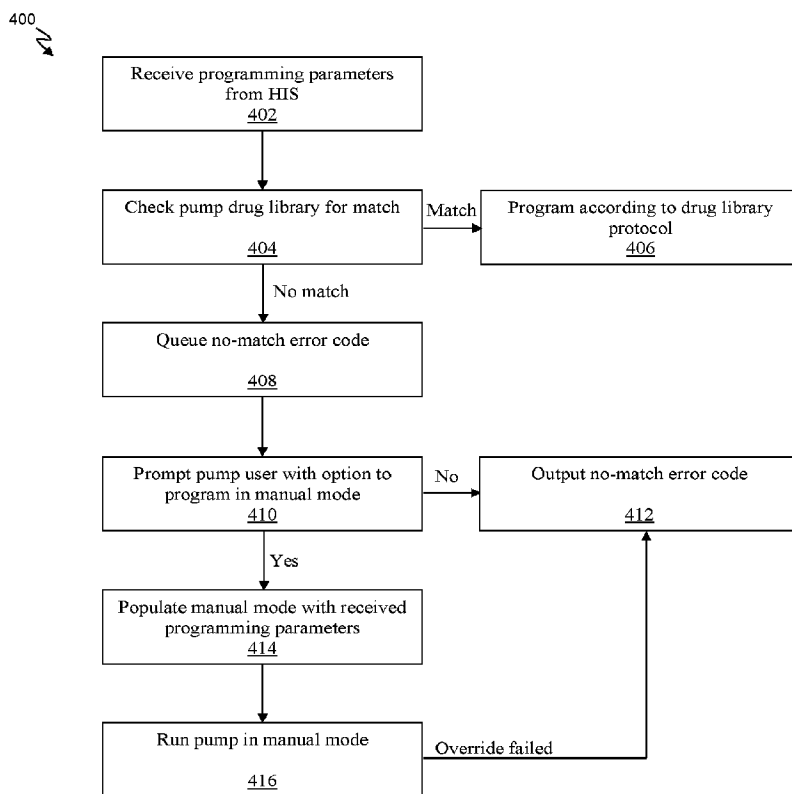 400
Receive programming parameters
from HIS
402
Check pump drug library for match
404
Match
Program according to drug library
protocol
406
No match
Queue no-match error code
408
Prompt pump user with option to
program in manual mode
410
No
Output no-match error code
412
Yes
Populate manual mode with received
programming parameters
414
Run pump in manual mode
416
Override failed